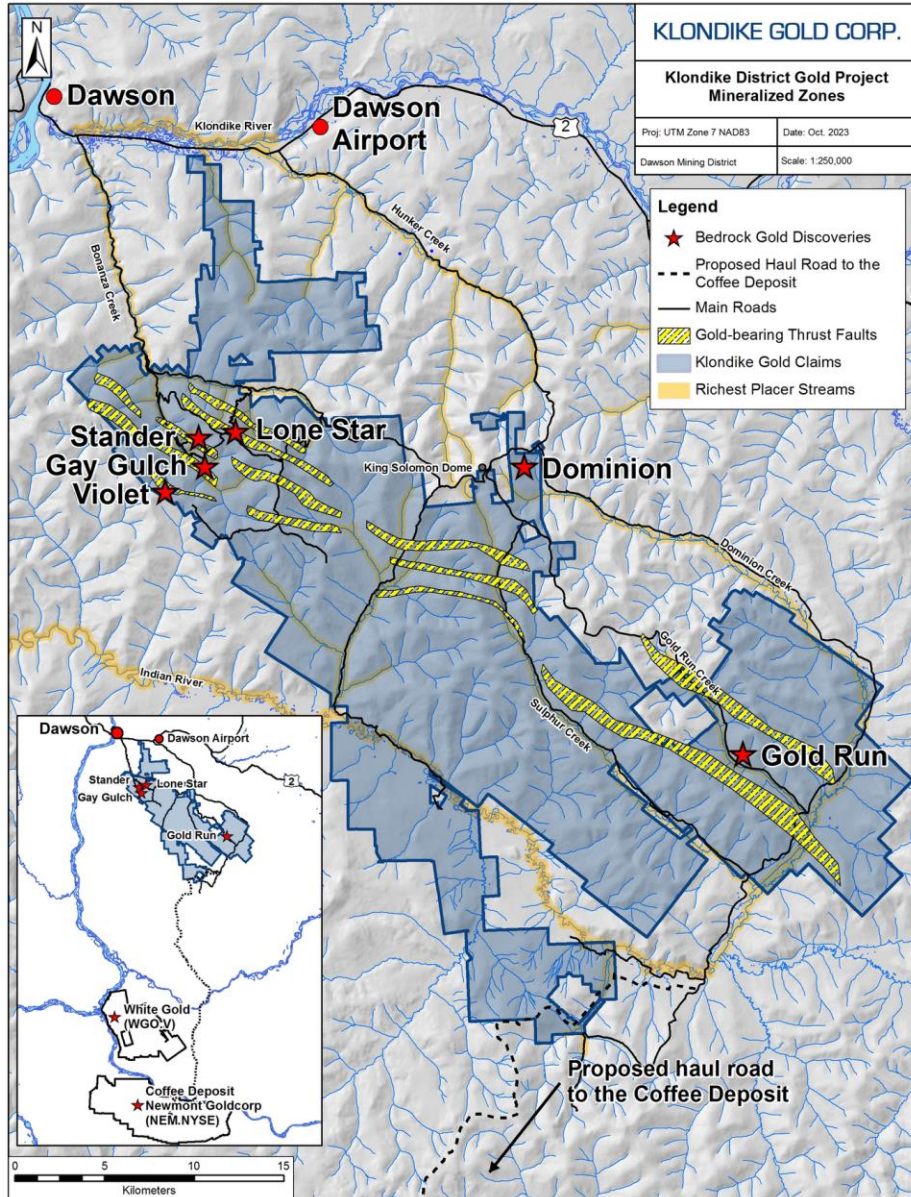 N
KLONDIKE GOLD CORP.
Klondike District Gold Project
Mineralized Zones
Proj: UTM Zone 7 NAD83
Date: Oct. 2023
Dawson Mining District
Scale: 1:250,000
Legend
Bedrock Gold Discoveries
Proposed Haul Road to the
Coffee Deposit
Main Roads
Gold-bearing Thrust Faults
Klondike Gold Claims
Richest Placer Streams
Dawson
Klondike River
Dawson
Airport
2
Hunker Creek
Bonanza Creek
Stander
Lone Star
Gay Gulch
Violet
King Solomon Dome
Dominion
Dominion Creek
Gold Run Creek
Indian River
Sulphur Creek
Gold Run
Proposed haul road
to the Coffee Deposit
Dawson
Dawson Airport
2
Stander
Lone Star
Gay Gulch
Gold Run
White Gold
(WGO.V)
Coffee Deposit
Newmont Goldcorp
(NEM.NYSE)
0
5
10
15
Kilometers